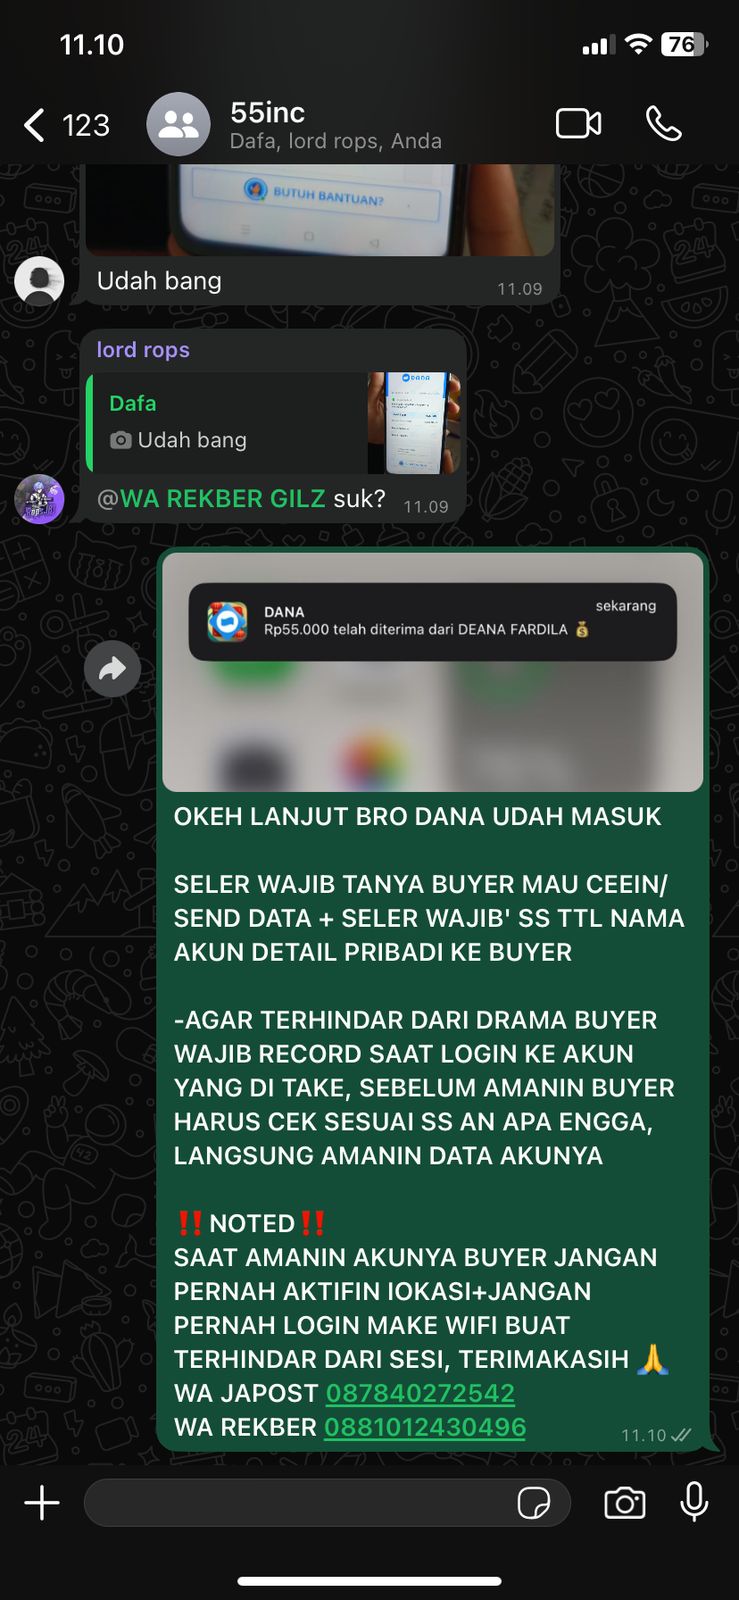 11.10
76
123
55inc
Dafa, lord rops, Anda
BUTUH BANTUAN?
Udah bang
11.09
lord rops
Dafa
Udah bang
DANA
@WA REKBER GILZ suk?
11.09
DANA
sekarang
Rp55.000 telah diterima dari DEANA FARDILA 💰
OKEH LANJUT BRO DANA UDAH MASUK
SELER WAJIB TANYA BUYER MAU CEEIN/
SEND DATA + SELER WAJIB' SS TTL NAMA
AKUN DETAIL PRIBADI KE BUYER
-AGAR TERHINDAR DARI DRAMA BUYER
WAJIB RECORD SAAT LOGIN KE AKUN
YANG DI TAKE, SEBELUM AMANIN BUYER
HARUS CEK SESUAI SS AN APA ENGGA,
LANGSUNG AMANIN DATA AKUNYA
‼️NOTED‼️
SAAT AMANIN AKUNYA BUYER JANGAN
PERNAH AKTIFIN lOKASI+JANGAN
PERNAH LOGIN MAKE WIFI BUAT
TERHINDAR DARI SESI, TERIMAKASIH 🙏
WA JAPOST 087840272542
WA REKBER 0881012430496
11.10